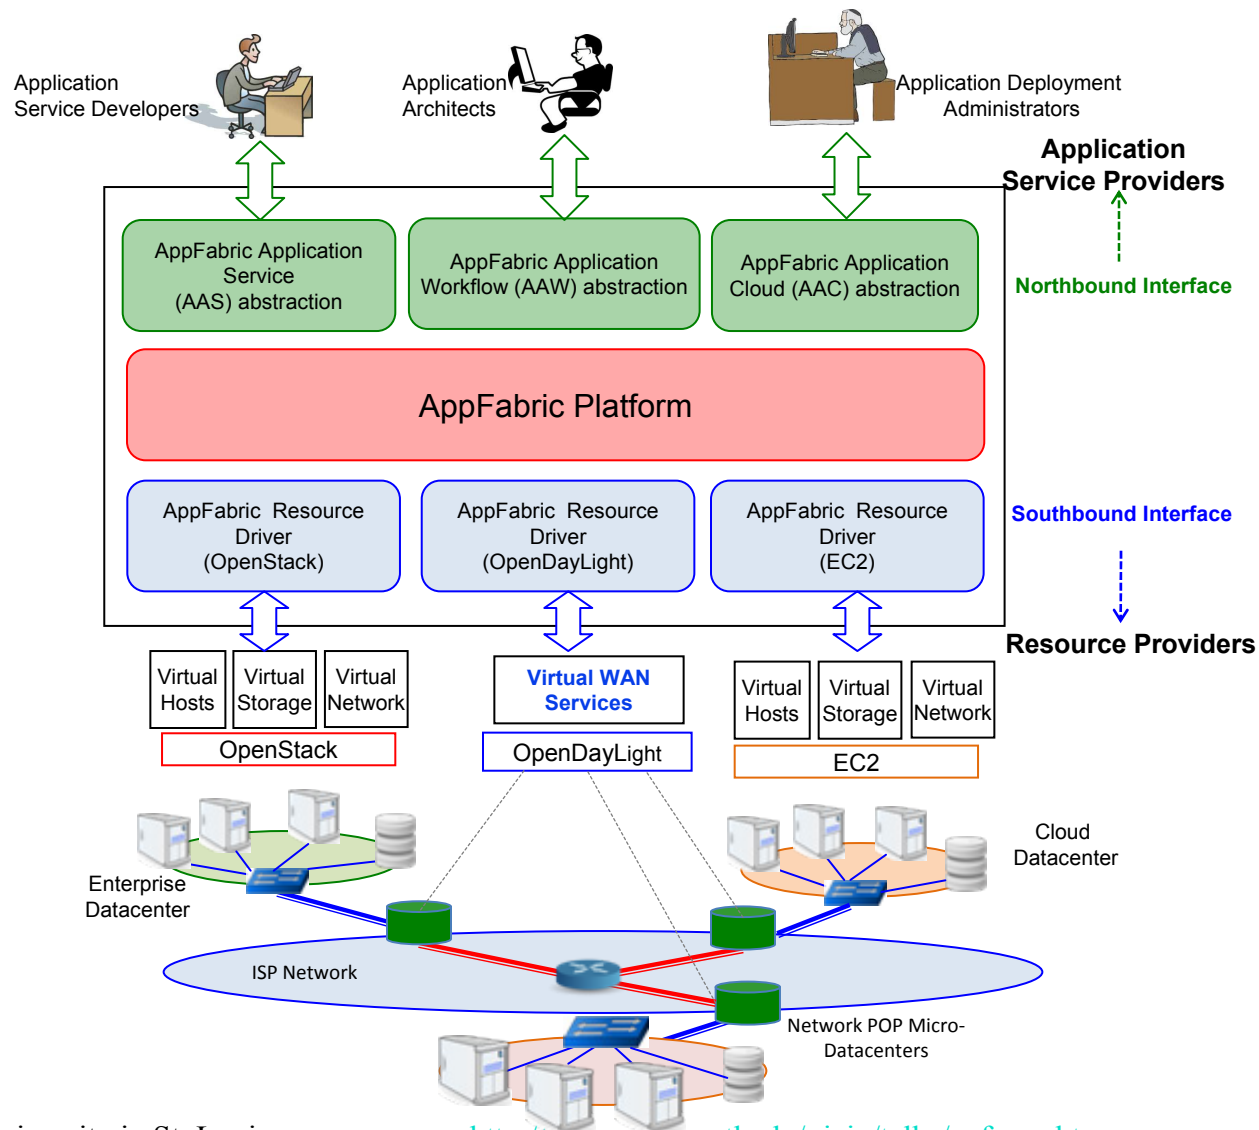 Application
Service Developers
Application
Architects
Application Deployment
Administrators
Application
Service Providers
AppFabric Application
Service
(AAS) abstraction
AppFabric Application
Workflow (AAW) abstraction
AppFabric Application
Cloud (AAC) abstraction
Northbound Interface
AppFabric Platform
AppFabric Resource
Driver
(OpenStack)
AppFabric Resource
Driver
(OpenDayLight)
AppFabric Resource
Driver
(EC2)
Southbound Interface
Resource Providers
Virtual
Hosts
Virtual
Storage
Virtual
Network
OpenStack
Virtual WAN
Services
OpenDayLight
Virtual
Hosts
Virtual
Storage
Virtual
Network
EC2
Enterprise
Datacenter
Cloud
Datacenter
ISP Network
Network POP Micro-
Datacenters
in St. Louis